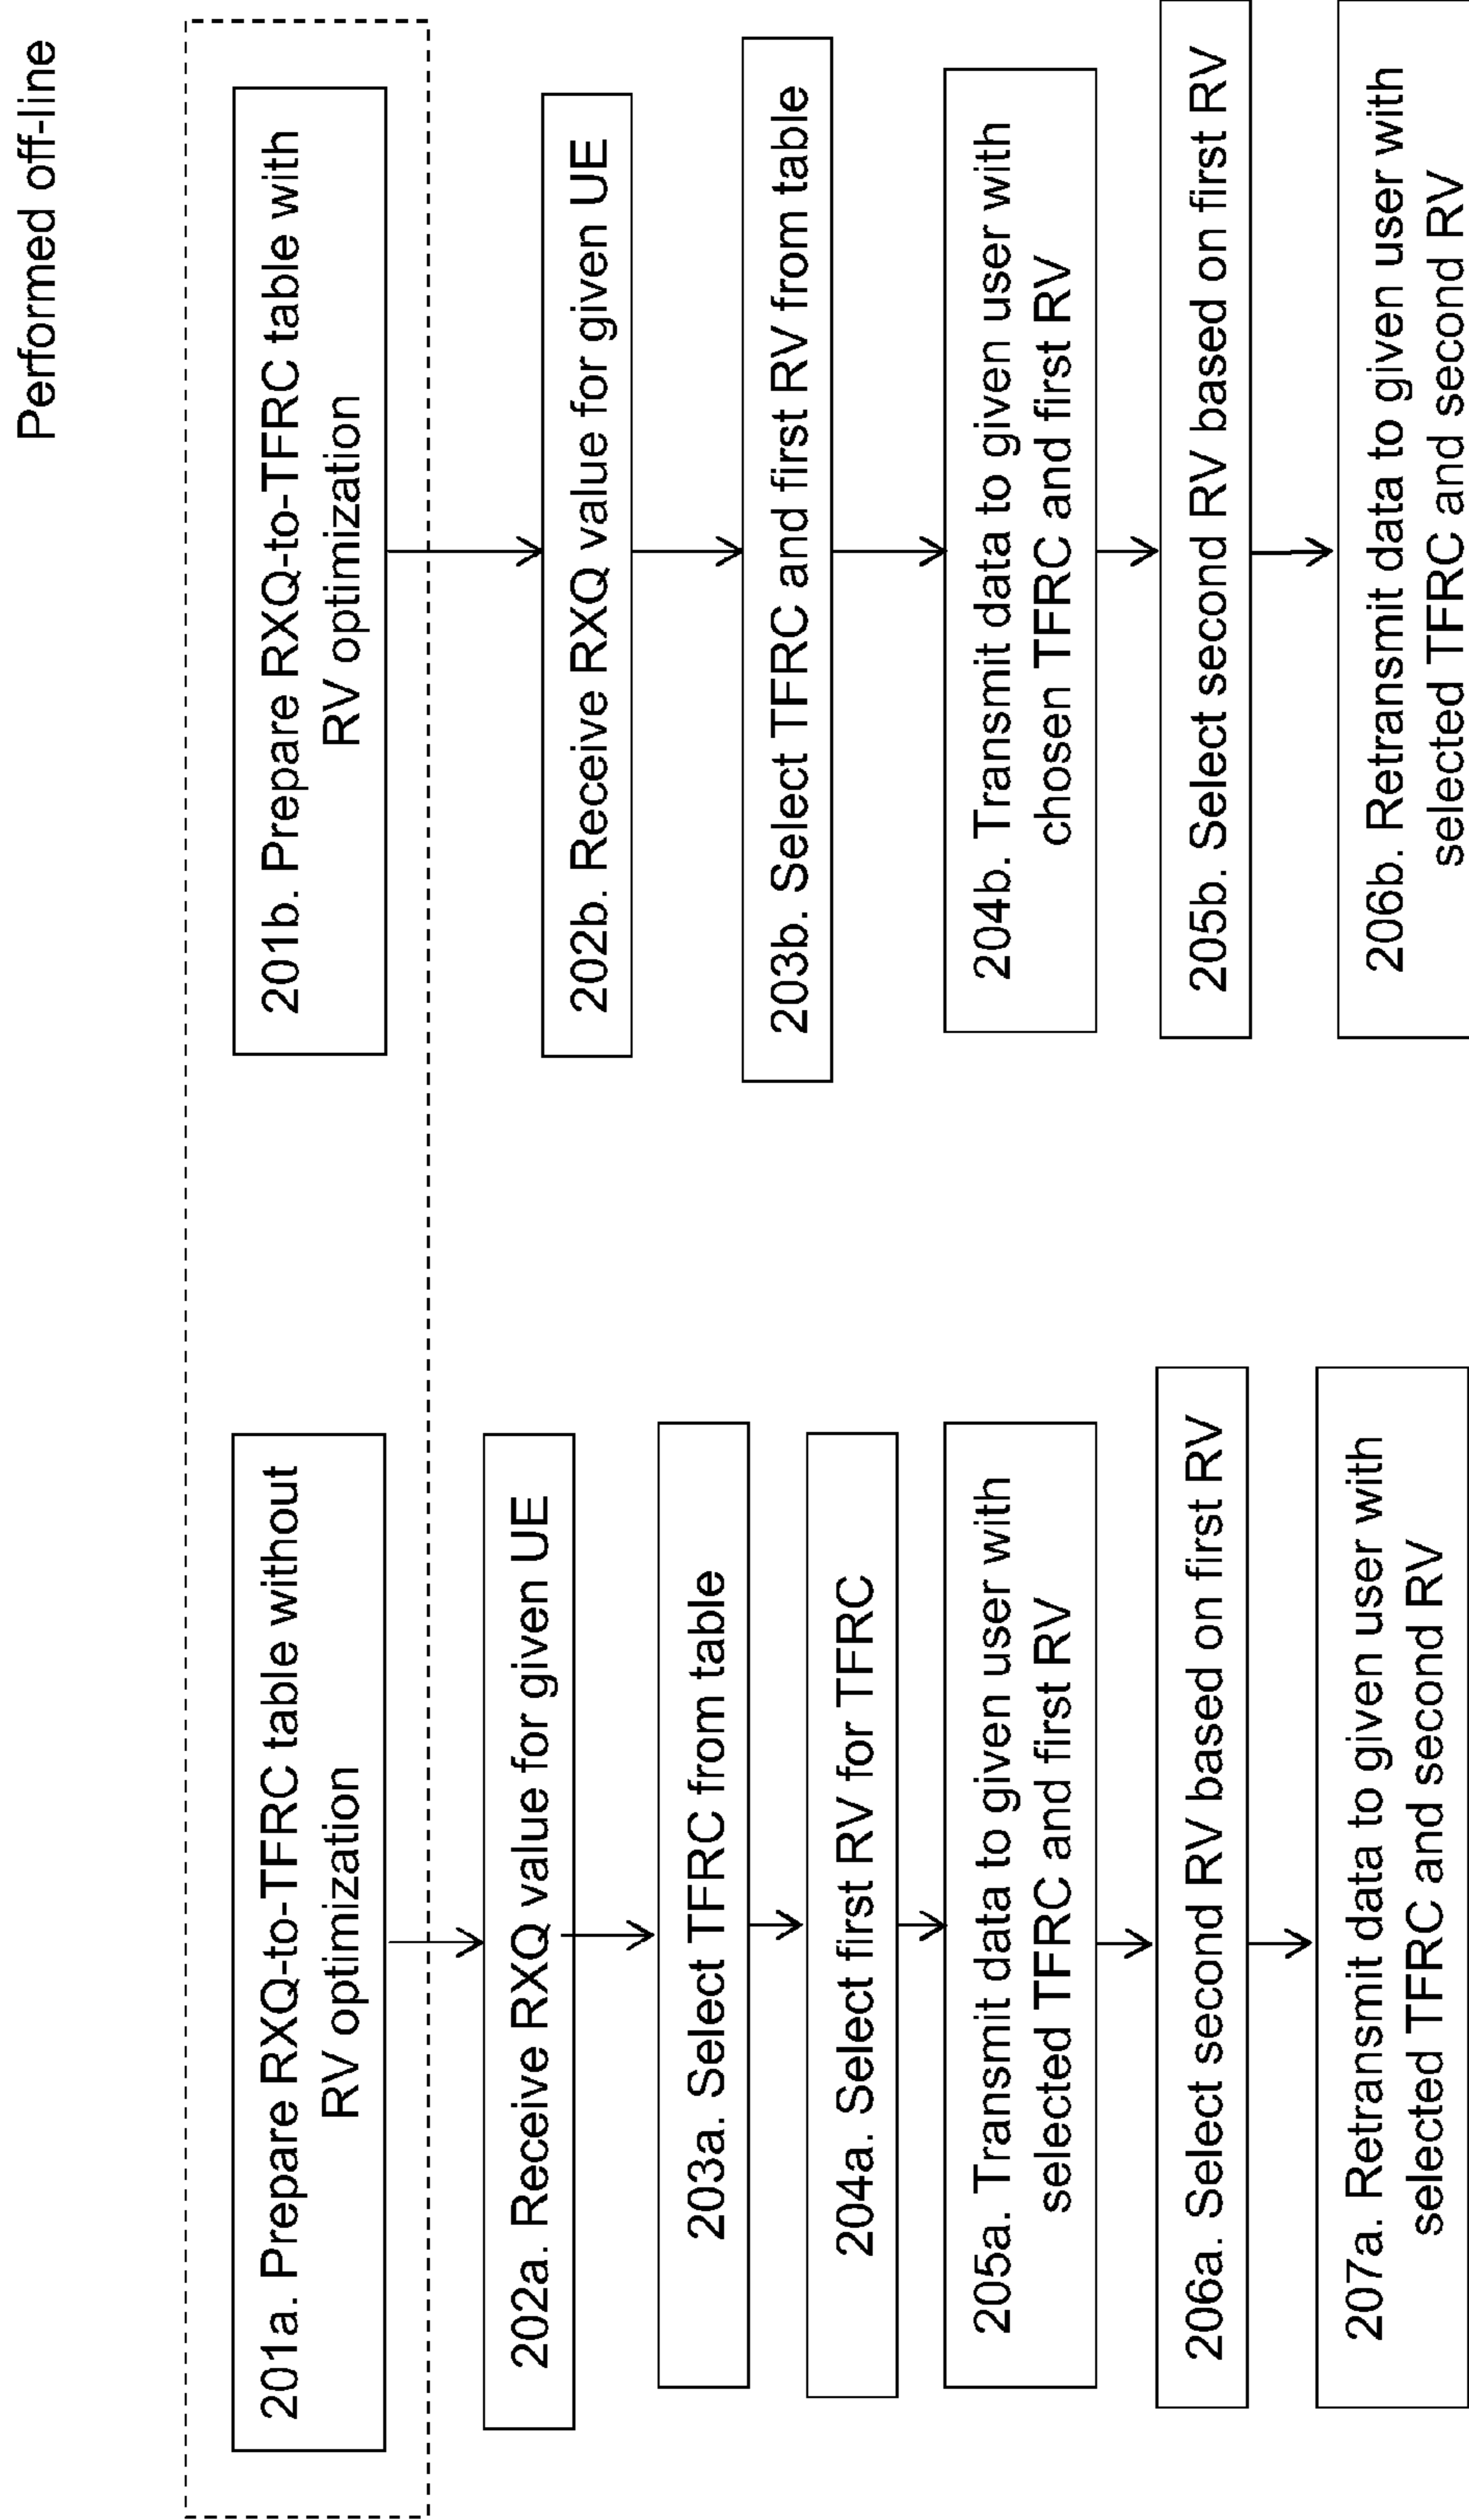 Performed off-line
201a. Prepare RXQ-to-TFRC table without
RV optimization
202a. Receive RXQ value for given UE
203a. Select TFRC from table
204a. Select first RV for TFRC
205a. Transmit data to given user with
selected TFRC and first RV
206a. Select second RV based on first RV
207a. Retransmit data to given user with
selected TFRC and second RV
201b. Prepare RXQ-to-TFRC table with
RV optimization
202b. Receive RXQ value for given UE
203b. Select TFRC and first RV from table
204b. Transmit data to given user with
chosen TFRC and first RV
205b. Select second RV based on first RV
206b. Retransmit data to given user with
selected TFRC and second RV